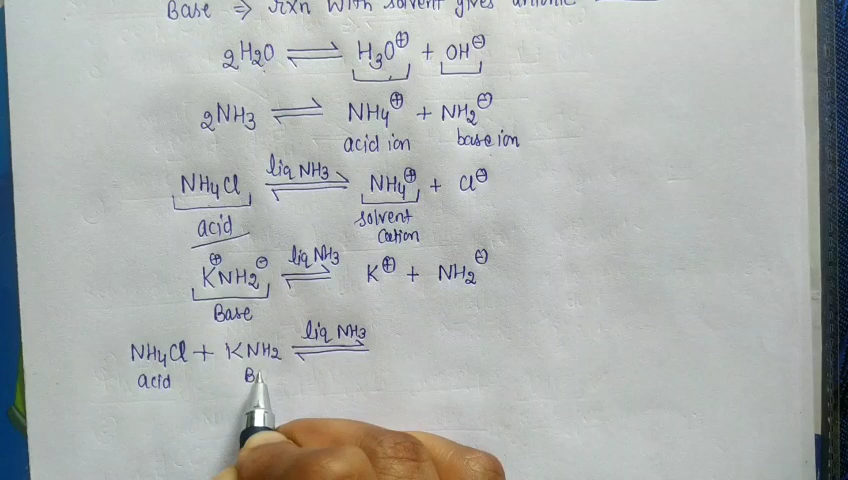 Base ⇒ rxn with solvent gives anionic
2H2O ⇌ H3O⊕ + OH⊖
2NH3 ⇌ NH4⊕ + NH2⊖
acid ion base ion
NH4Cl liq NH3 ⇌ NH4⊕ + Cl⊖
acid solvent
cation
K⊕NH2⊖ liq NH3 ⇌ K⊕ + NH2⊖
Base
NH4Cl + KNH2 liq NH3 ⇌
acid B